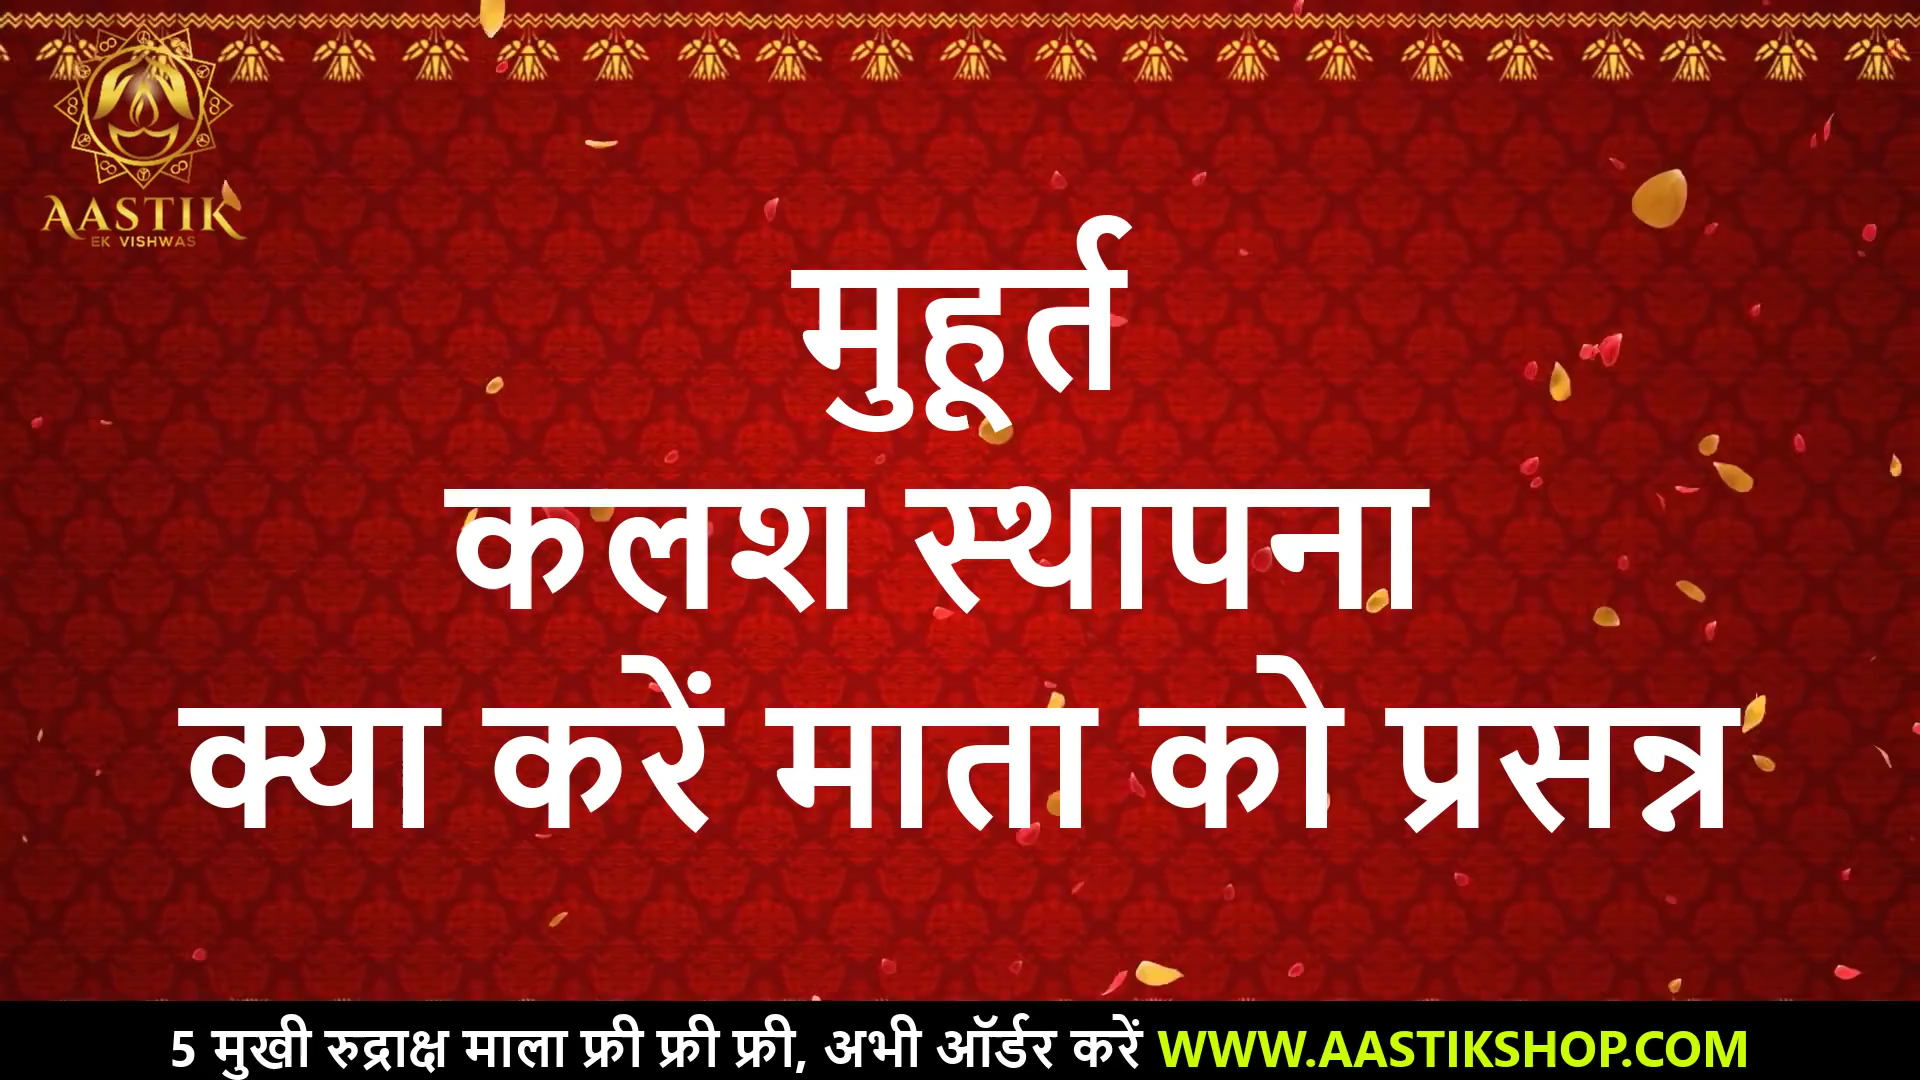 AASTIK
EK VISHWAS
मुहूर्त
कलश स्थापना
क्या करें माता को प्रसन्न
5 मुखी रुद्राक्ष माला फ्री फ्री फ्री, अभी ऑर्डर करें WWW.AASTIKSHOP.COM